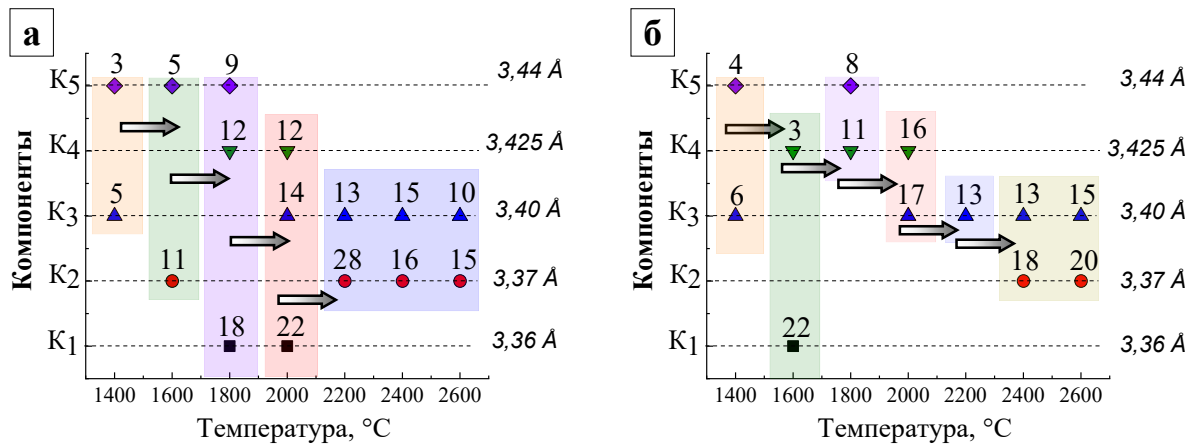 а
Компоненты
К5 3 5 9 3,44 Å
К4 12 12 3,425 Å
К3 5 14 13 15 10 3,40 Å
К2 11 28 16 15 3,37 Å
К1 18 22 3,36 Å
1400 1600 1800 2000 2200 2400 2600
Температура, °C
б
Компоненты
К5 4 8 3,44 Å
К4 3 11 16 3,425 Å
К3 6 17 13 13 15 3,40 Å
К2 18 20 3,37 Å
К1 22 3,36 Å
1400 1600 1800 2000 2200 2400 2600
Температура, °C